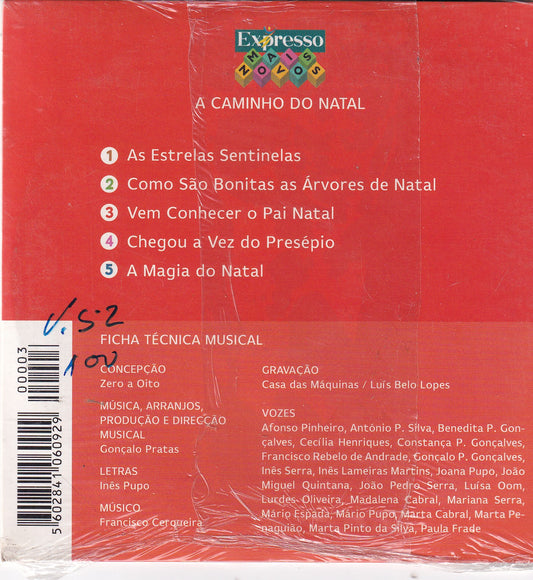 Expresso
MAIS
NOVOS
A CAMINHO DO NATAL
1 As Estrelas Sentinelas
2 Como São Bonitas as Árvores de Natal
3 Vem Conhecer o Pai Natal
4 Chegou a Vez do Presépio
5 A Magia do Natal
V. 52
100
00003
5 602841 060929
FICHA TÉCNICA MUSICAL
CONCEPÇÃO
Zero a Oito
MÚSICA, ARRANJOS,
PRODUÇÃO E DIRECÇÃO
MUSICAL
Gonçalo Pratas
LETRAS
Inês Pupo
MÚSICO
Francisco Cerqueira
GRAVAÇÃO
Casa das Máquinas / Luís Belo Lopes
VOZES
Afonso Pinheiro, António P. Silva, Benedita P. Gon-
çalves, Cecília Henriques, Constança P. Gonçalves,
Francisco Rebelo de Andrade, Gonçalo P. Gonçalves,
Inês Serra, Inês Lameiras Martins, Joana Pupo, João
Miguel Quintana, João Pedro Serra, Luísa Oom,
Lurdes Oliveira, Madalena Cabral, Mariana Serra,
Mário Espada, Mário Pupo, Marta Cabral, Marta Pe-
naguião, Marta Pinto da Silva, Paula Frade